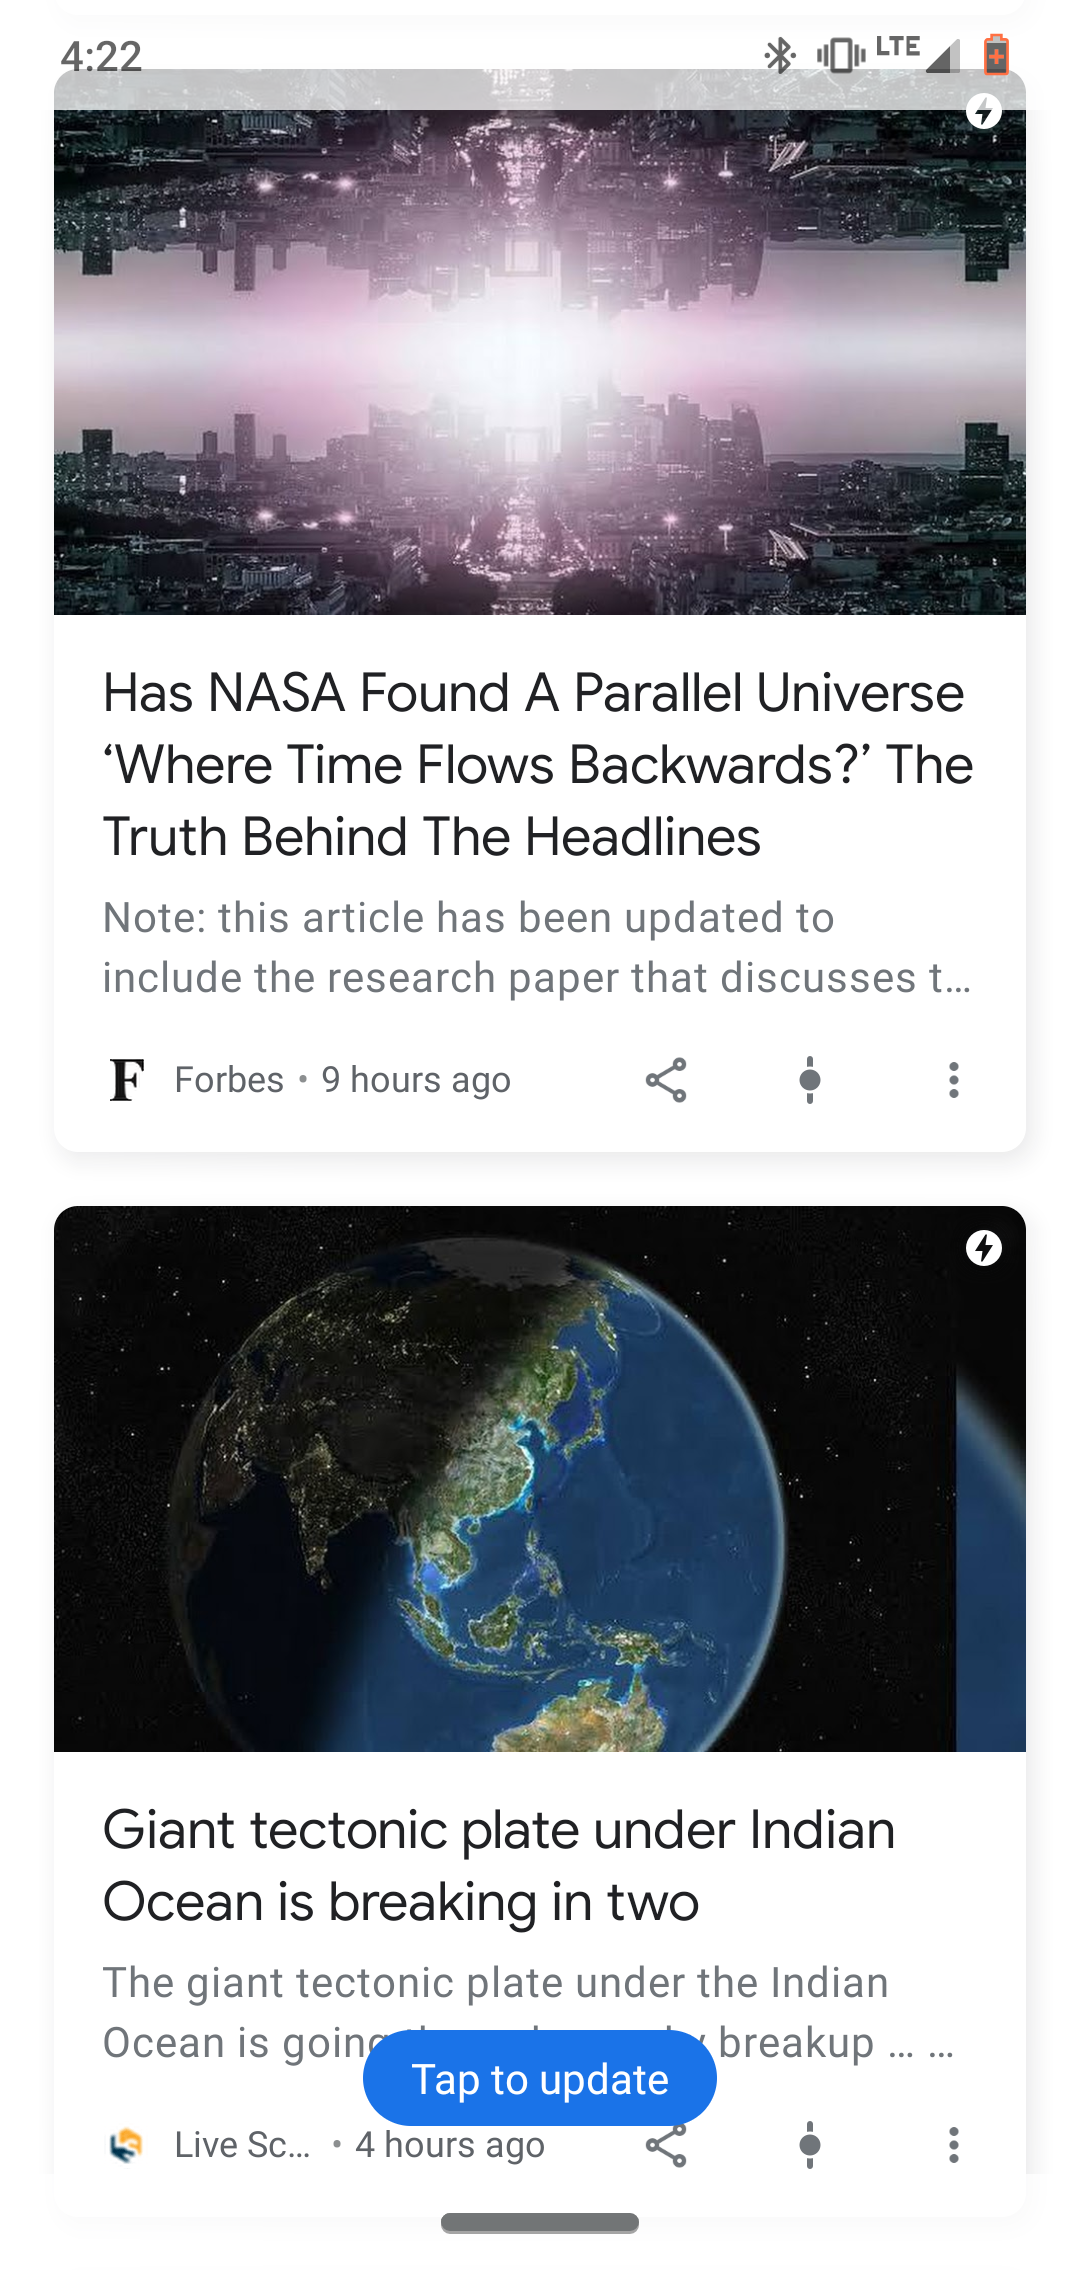 4:22
LTE
Has NASA Found A Parallel Universe
‘Where Time Flows Backwards?’ The
Truth Behind The Headlines
Note: this article has been updated to
include the research paper that discusses t…
F Forbes • 9 hours ago
Giant tectonic plate under Indian
Ocean is breaking in two
The giant tectonic plate under the Indian
Ocean is going breakup ... …
Tap to update
Live Sc… • 4 hours ago